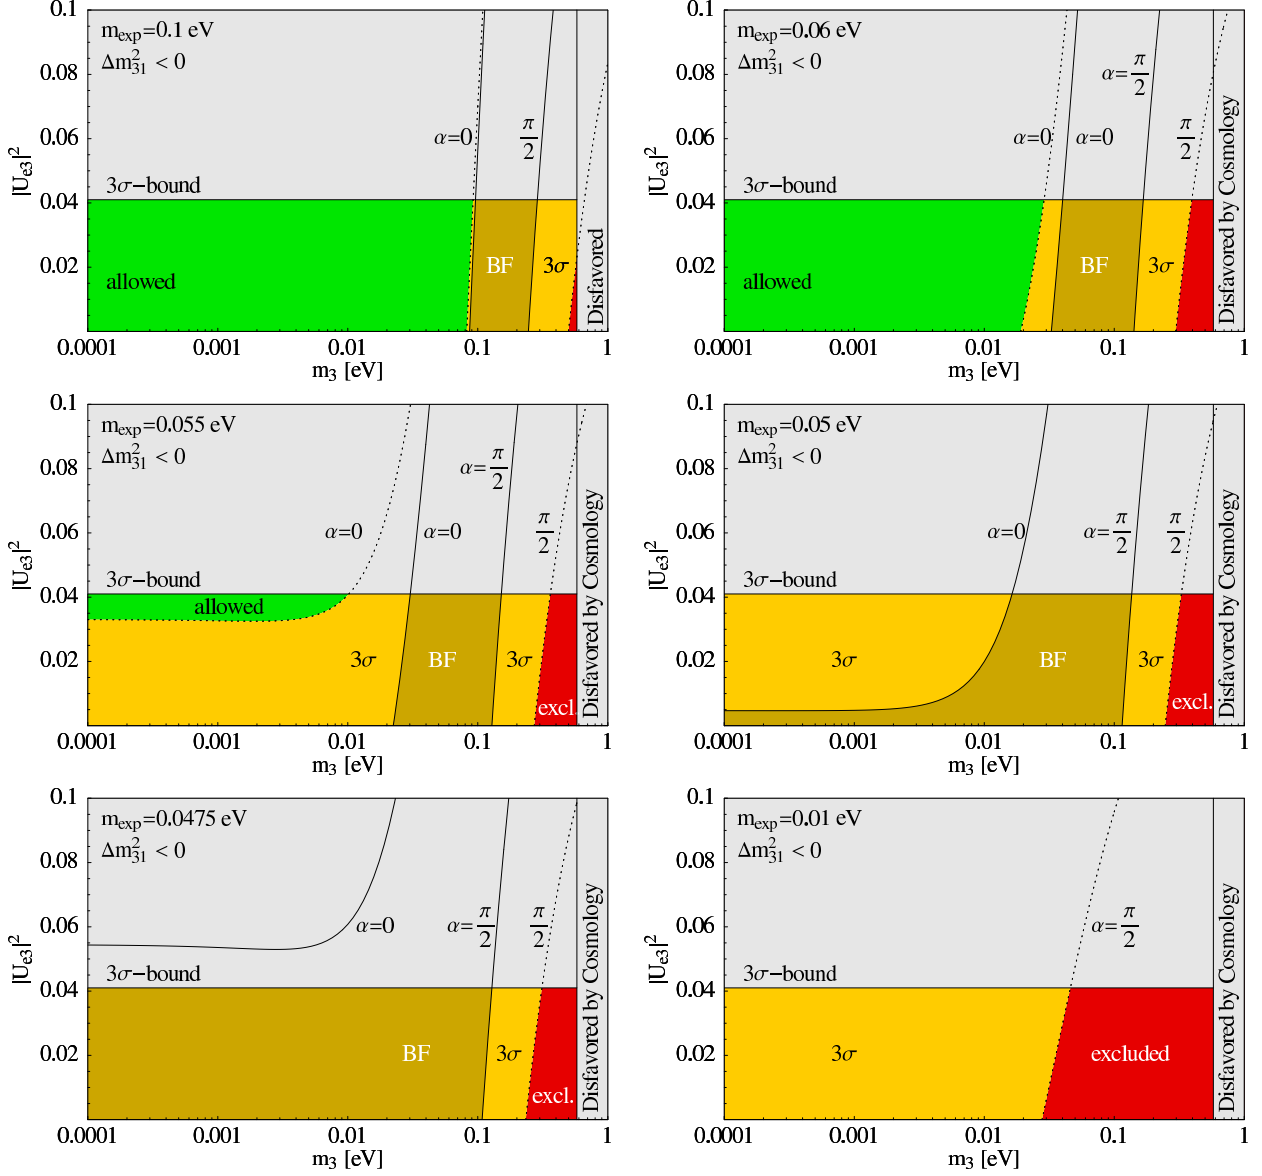 m_exp=0.1 eV
Δm²₃₁ < 0
α=0
π/2
3σ−bound
allowed
BF
3σ
Disfavored
|U_e3|²
0.1
0.08
0.06
0.04
0.02
0.0001
0.001
0.01
0.1
1
m₃ [eV]
m_exp=0.06 eV
Δm²₃₁ < 0
α=π/2
α=0
α=0
π/2
3σ−bound
allowed
BF
3σ
Disfavored by Cosmology
|U_e3|²
0.1
0.08
0.06
0.04
0.02
0.0001
0.001
0.01
0.1
1
m₃ [eV]
m_exp=0.055 eV
Δm²₃₁ < 0
α=π/2
α=0
α=0
π/2
3σ−bound
allowed
3σ
BF
3σ
excl.
Disfavored by Cosmology
|U_e3|²
0.1
0.08
0.06
0.04
0.02
0.0001
0.001
0.01
0.1
1
m₃ [eV]
m_exp=0.05 eV
Δm²₃₁ < 0
α=0
α=π/2
π/2
3σ−bound
3σ
BF
3σ
excl.
Disfavored by Cosmology
|U_e3|²
0.1
0.08
0.06
0.04
0.02
0.0001
0.001
0.01
0.1
1
m₃ [eV]
m_exp=0.0475 eV
Δm²₃₁ < 0
α=0
α=π/2
π/2
3σ−bound
BF
3σ
excl.
Disfavored by Cosmology
|U_e3|²
0.1
0.08
0.06
0.04
0.02
0.0001
0.001
0.01
0.1
1
m₃ [eV]
m_exp=0.01 eV
Δm²₃₁ < 0
α=π/2
3σ−bound
3σ
excluded
Disfavored by Cosmology
|U_e3|²
0.1
0.08
0.06
0.04
0.02
0.0001
0.001
0.01
0.1
1
m₃ [eV]